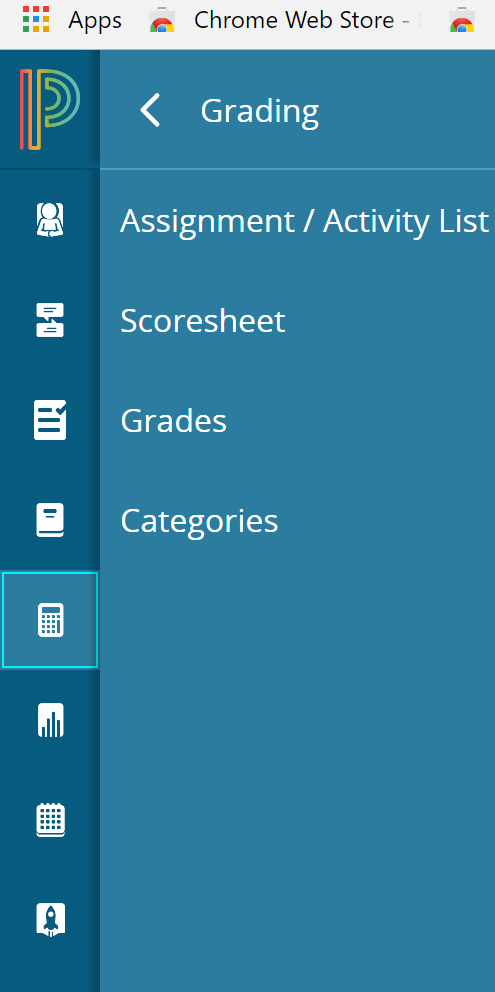 Apps Chrome Web Store -
Grading
Assignment / Activity List
Scoresheet
Grades
Categories